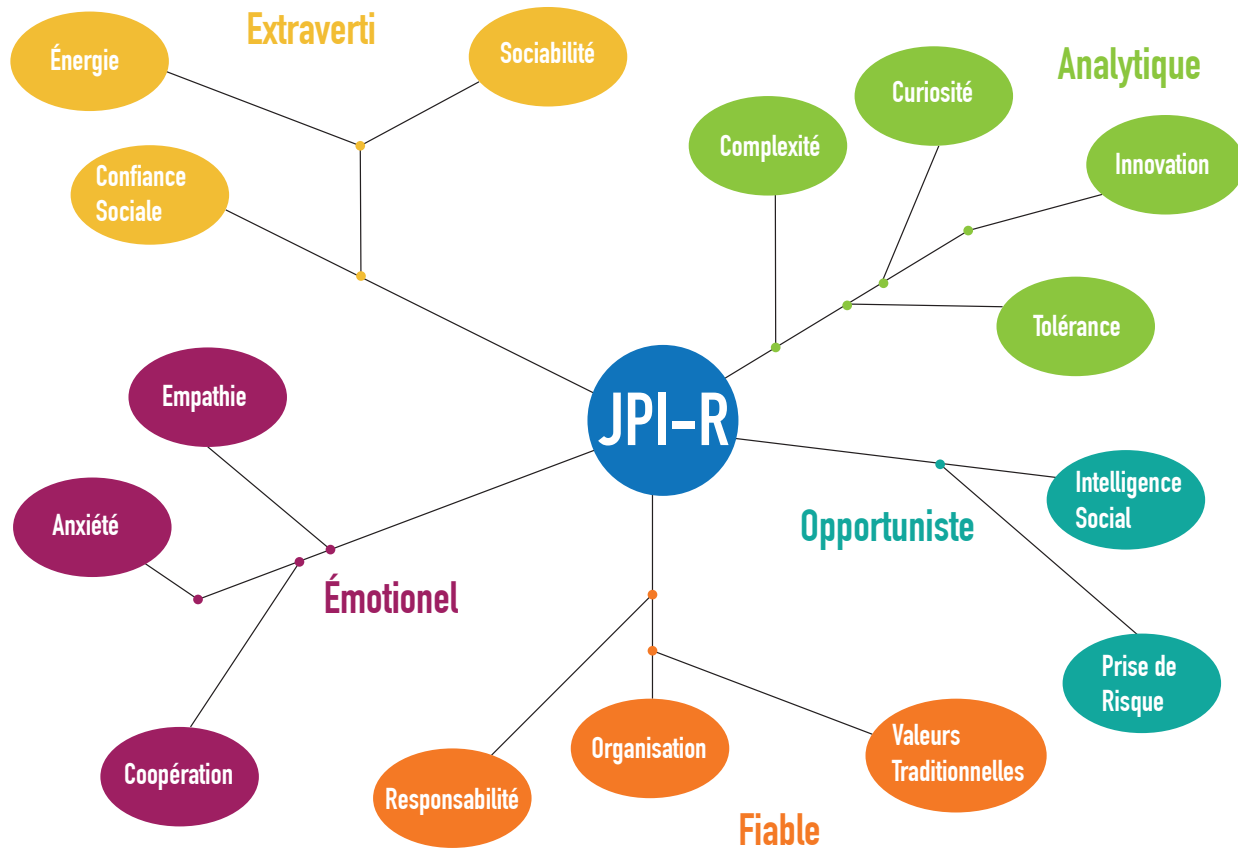 Extraverti
Énergie
Sociabilité
Confiance
Sociale
Analytique
Curiosité
Complexité
Innovation
Tolérance
JPI-R
Empathie
Anxiété
Émotionel
Coopération
Opportuniste
Intelligence
Social
Prise de
Risque
Responsabilité
Organisation
Valeurs
Traditionnelles
Fiable